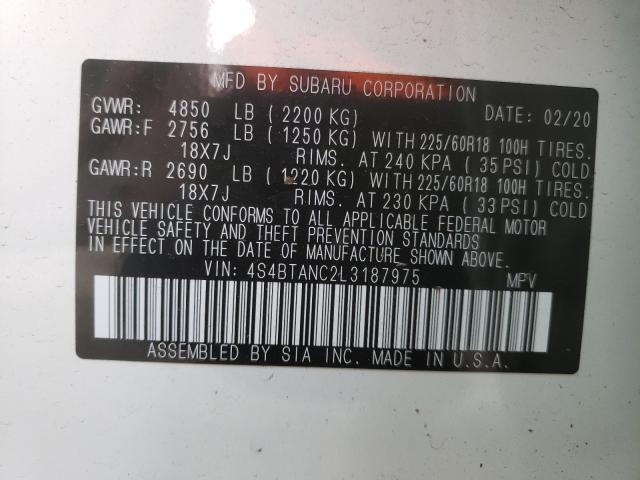 MFD BY SUBARU CORPORATION
GVWR: 4850 LB (2200 KG) DATE: 02/20
GAWR:F 2756 LB (1250 KG) WITH 225/60R18 100H TIRES.
18X7J RIMS. AT 240 KPA (35 PSI) COLD
GAWR:R 2690 LB (1220 KG) WITH 225/60R18 100H TIRES.
18X7J RIMS. AT 230 KPA (33 PSI) COLD
THIS VEHICLE CONFORMS TO ALL APPLICABLE FEDERAL MOTOR
VEHICLE SAFETY AND THEFT PREVENTION STANDARDS
IN EFFECT ON THE DATE OF MANUFACTURE SHOWN ABOVE.
VIN: 4S4BTANC2L3187975 MPV
ASSEMBLED BY SIA INC. MADE IN U.S.A.